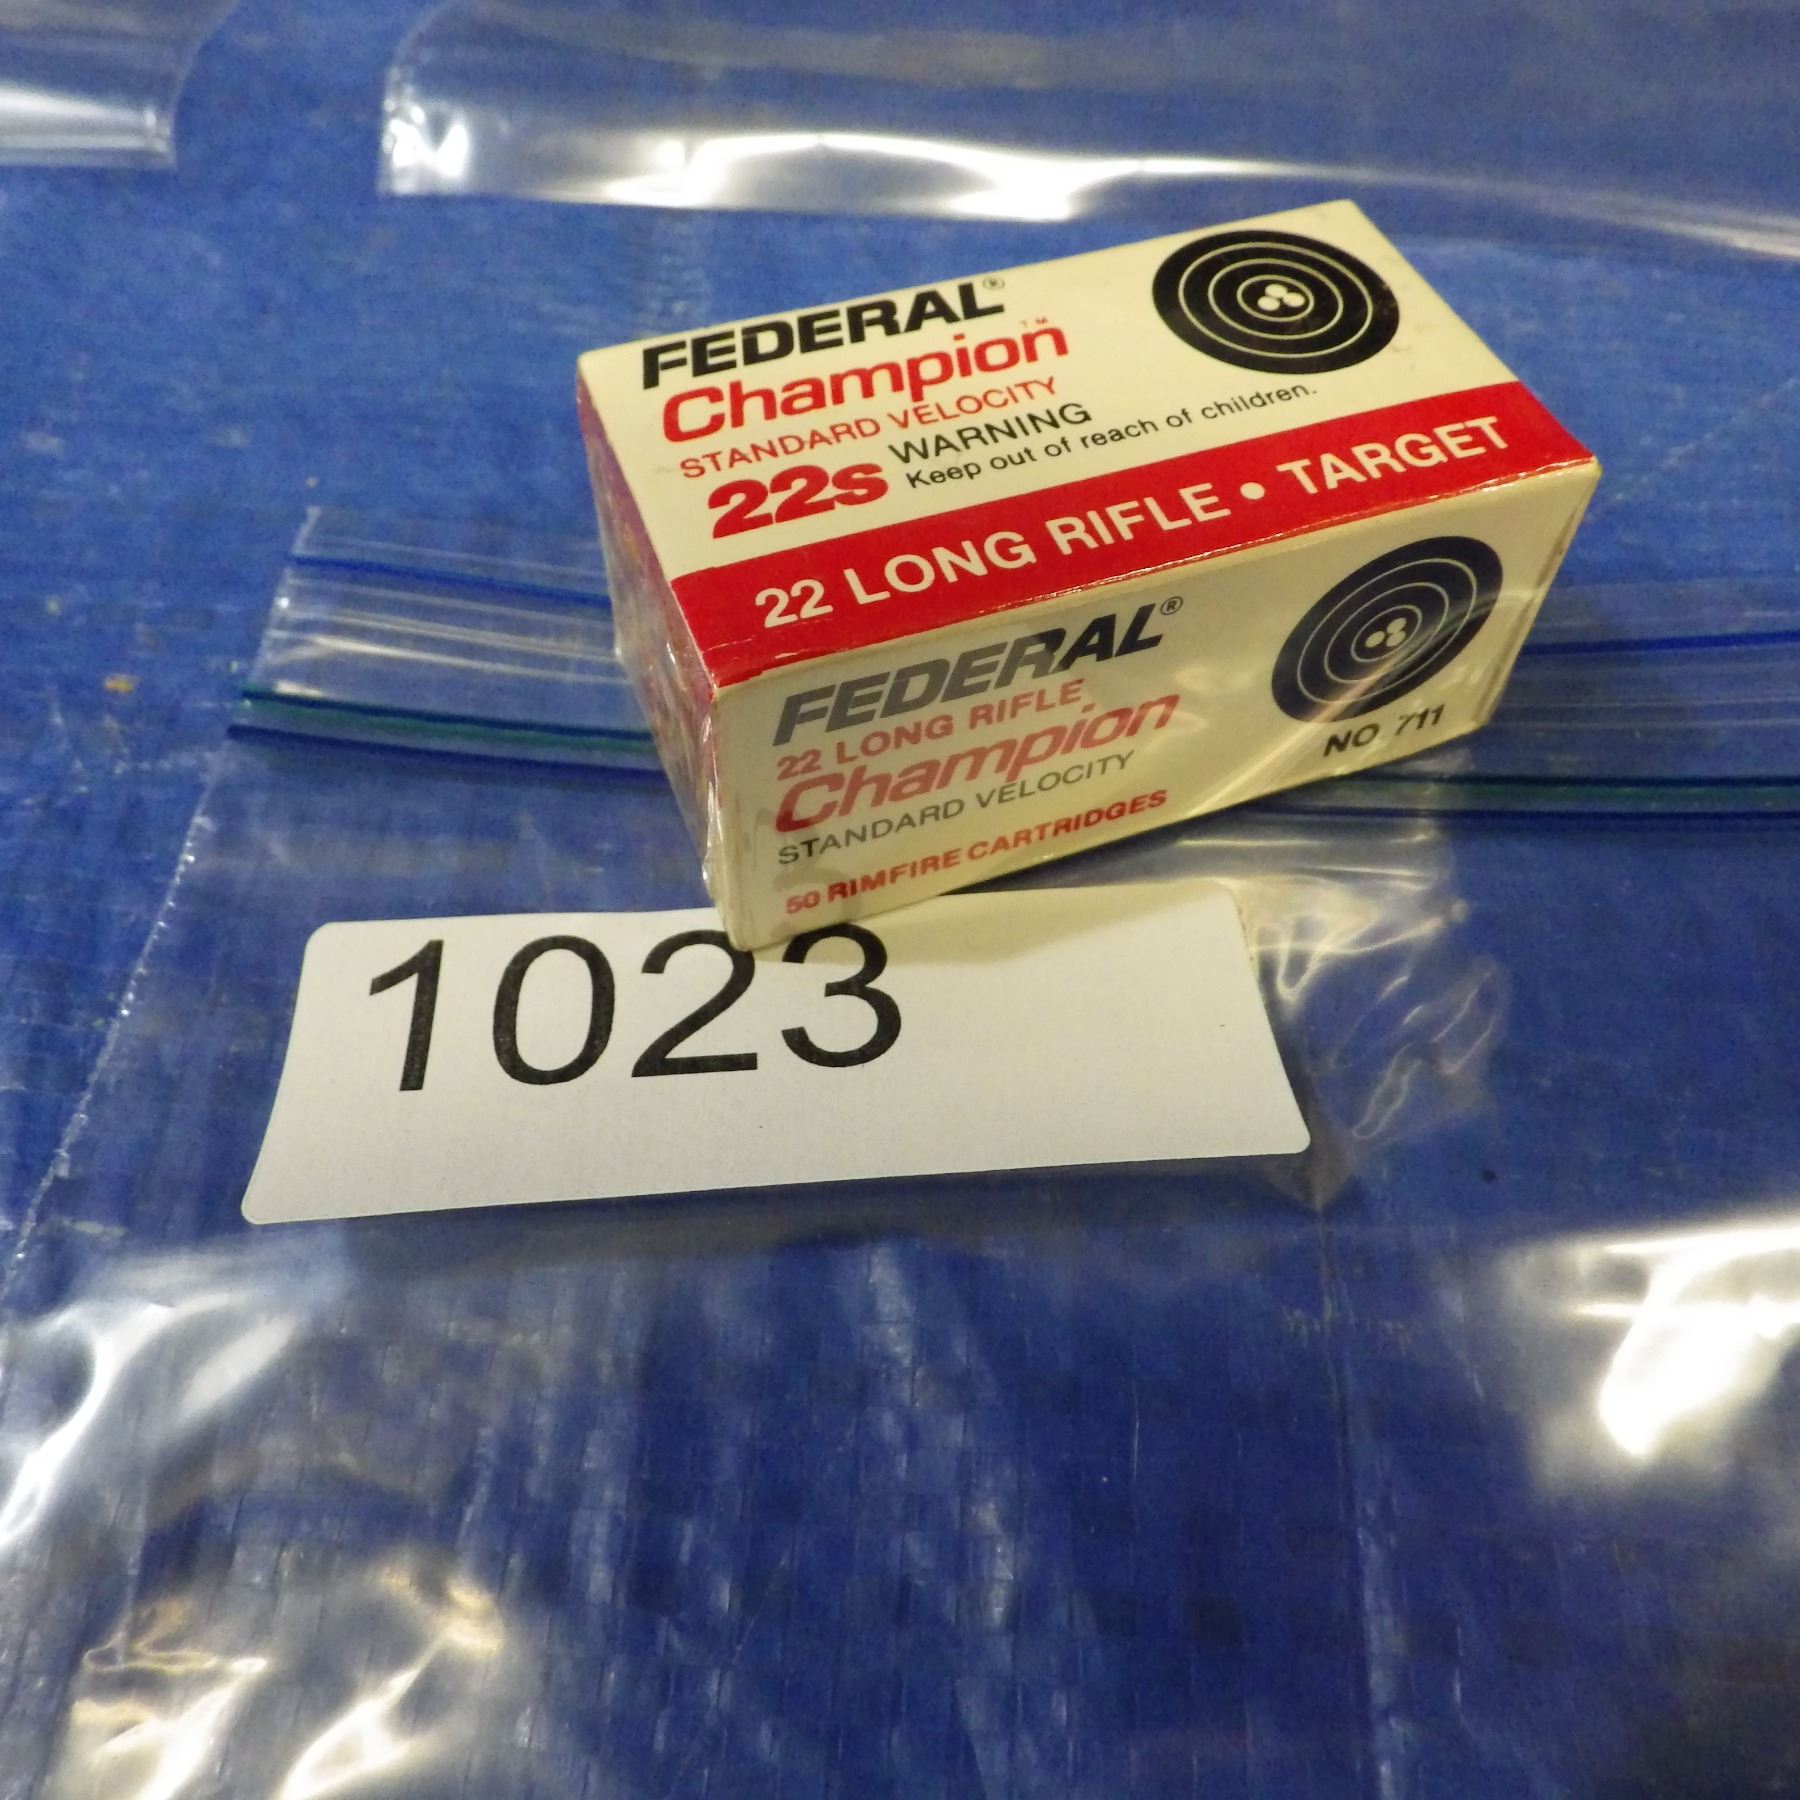 FEDERAL®
Champion™
STANDARD VELOCITY
22s WARNING
Keep out of reach of children.
22 LONG RIFLE • TARGET
FEDERAL®
22 LONG RIFLE
Champion
STANDARD VELOCITY
50 RIMFIRE CARTRIDGES
NO. 711
1023